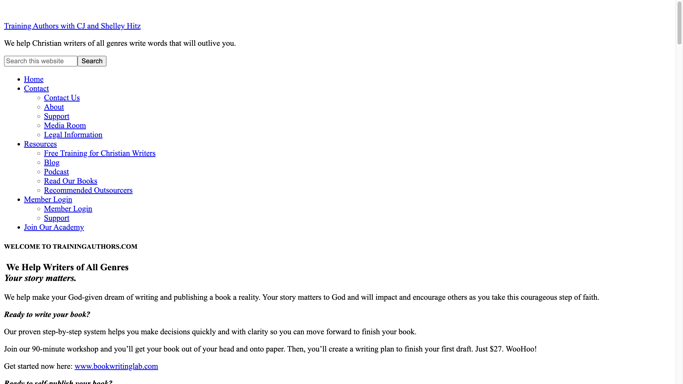 Training Authors with CJ and Shelley Hitz
We help Christian writers of all genres write words that will outlive you.
Search this website
Search
Home
Contact
Contact Us
About
Support
Media Room
Legal Information
Resources
Free Training for Christian Writers
Blog
Podcast
Read Our Books
Recommended Outsourcers
Member Login
Member Login
Support
Join Our Academy
WELCOME TO TRAININGAUTHORS.COM
We Help Writers of All Genres
Your story matters.
We help make your God-given dream of writing and publishing a book a reality. Your story matters to God and will impact and encourage others as you take this courageous step of faith.
Ready to write your book?
Our proven step-by-step system helps you make decisions quickly and with clarity so you can move forward to finish your book.
Join our 90-minute workshop and you’ll get your book out of your head and onto paper. Then, you’ll create a writing plan to finish your first draft. Just $27. WooHoo!
Get started now here: www.bookwritinglab.com
Ready to self-publish your book?